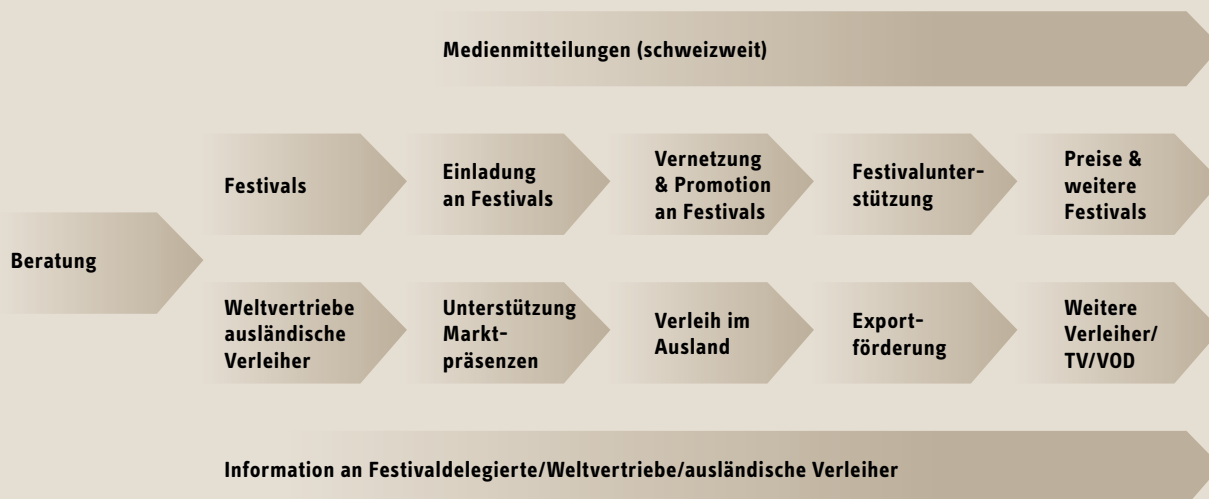 Medienmitteilungen (schweizweit)
Beratung
Festivals
Einladung
an Festivals
Vernetzung
& Promotion
an Festivals
Festivalunter-
stützung
Preise &
weitere
Festivals
Weltvertriebe
ausländische
Verleiher
Unterstützung
Markt-
präsenzen
Verleih im
Ausland
Export-
förderung
Weitere
Verleiher/
TV/VOD
Information an Festivaldelegierte/Weltvertriebe/ausländische Verleiher